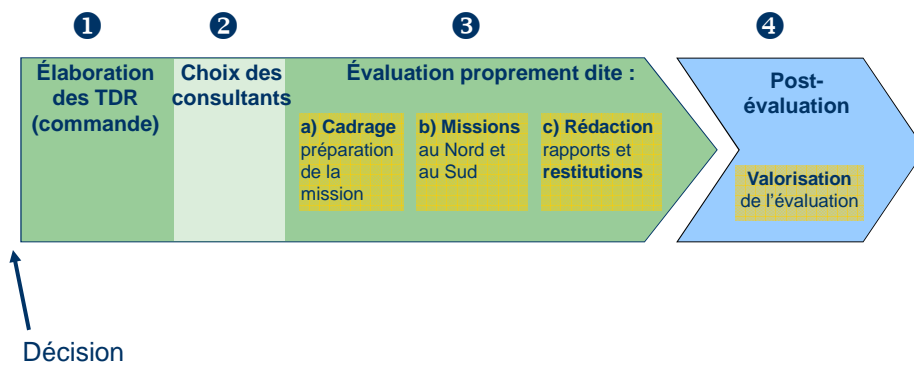 ❶
❷
❸
❹
Élaboration
des TDR
(commande)
Choix des
consultants
Évaluation proprement dite :
a) Cadrage
préparation
de la
mission
b) Missions
au Nord et
au Sud
c) Rédaction
rapports et
restitutions
Post-
évaluation
Valorisation
de l’évaluation
Décision